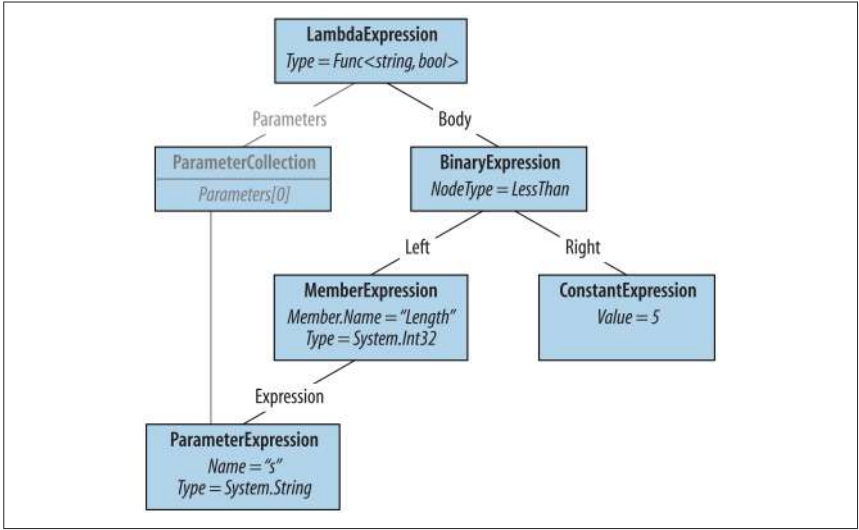 LambdaExpression
Type = Func<string, bool>
Parameters
Body
ParameterCollection
Parameters[0]
BinaryExpression
NodeType = LessThan
Left
Right
MemberExpression
Member.Name = “Length”
Type = System.Int32
ConstantExpression
Value = 5
Expression
ParameterExpression
Name = “s”
Type = System.String